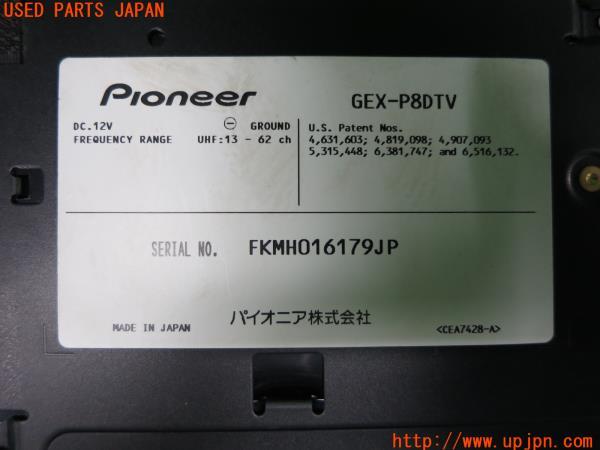 USED PARTS JAPAN
Pioneer
GEX-P8DTV
DC.12V ⊖ GROUND
FREQUENCY RANGE UHF:13 - 62 ch
U.S. Patent Nos.
4,631,603; 4,819,098; 4,907,093
5,315,448; 6,381,747; and 6,516,132.
SERIAL NO. FKMH016179JP
パイオニア株式会社
MADE IN JAPAN
<CEA7428-A>
http://www.upjpn.com/